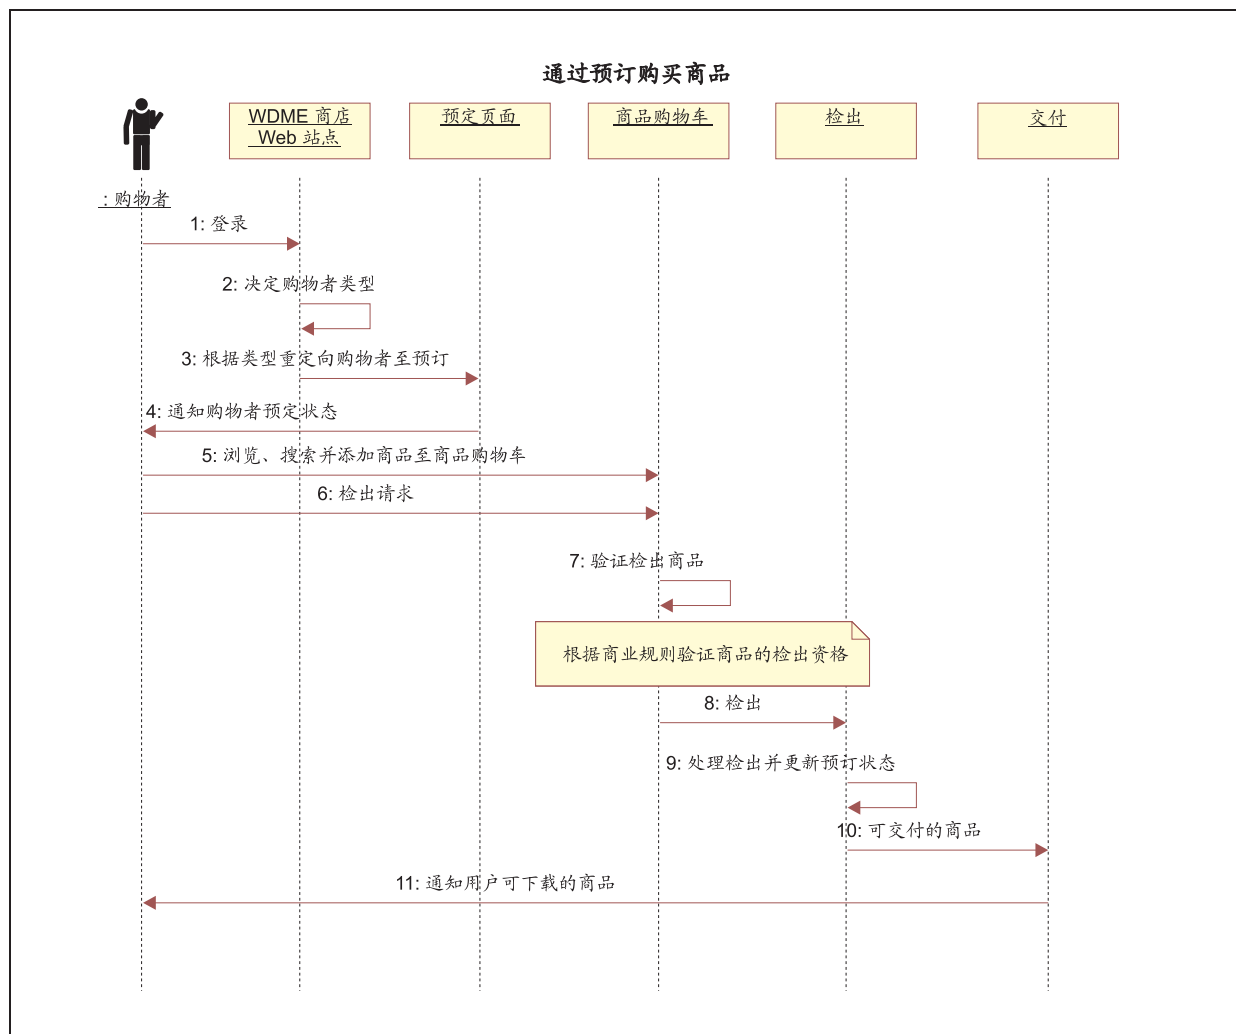 通过预订购买商品
WDME 商店
Web 站点
预定页面
商品购物车
检出
交付
: 购物者
1: 登录
2: 决定购物者类型
3: 根据类型重定向购物者至预订
4: 通知购物者预定状态
5: 浏览、搜索并添加商品至商品购物车
6: 检出请求
7: 验证检出商品
根据商业规则验证商品的检出资格
8: 检出
9: 处理检出并更新预订状态
10: 可交付的商品
11: 通知用户可下载的商品